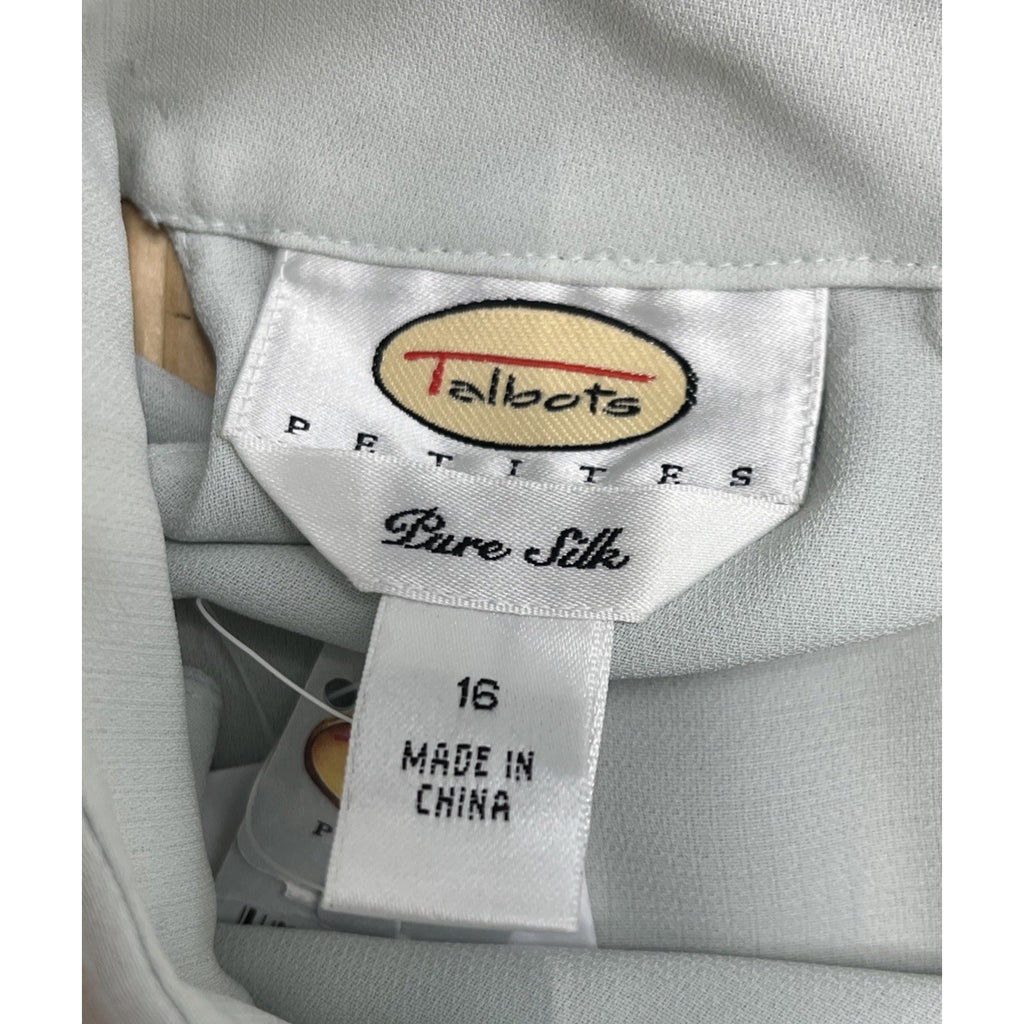 Talbots
PETITES
Pure Silk
16
MADE IN
CHINA
P